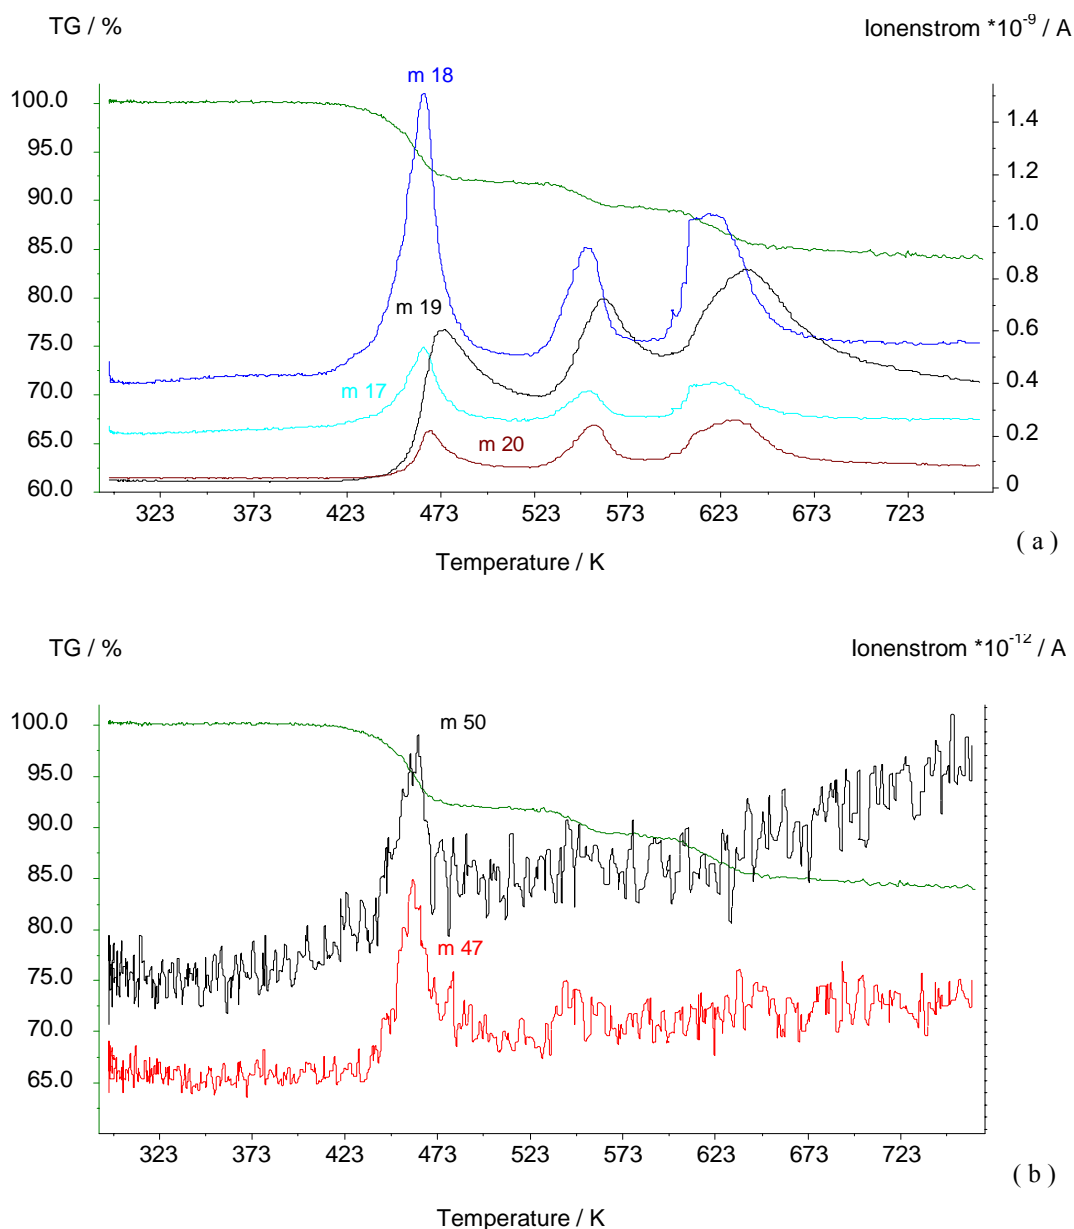 TG / %
Ionenstrom *10⁻⁹ / A
m 18
100.0
1.4
95.0
1.2
90.0
1.0
85.0
0.8
80.0
m 19
0.6
75.0
m 17
0.4
70.0
m 20
65.0
0.2
60.0
0
323 373 423 473 523 573 623 673 723
( a )
Temperature / K
TG / %
Ionenstrom *10⁻¹² / A
100.0
m 50
95.0
90.0
85.0
80.0
m 47
75.0
70.0
65.0
323 373 423 473 523 573 623 673 723
( b )
Temperature / K